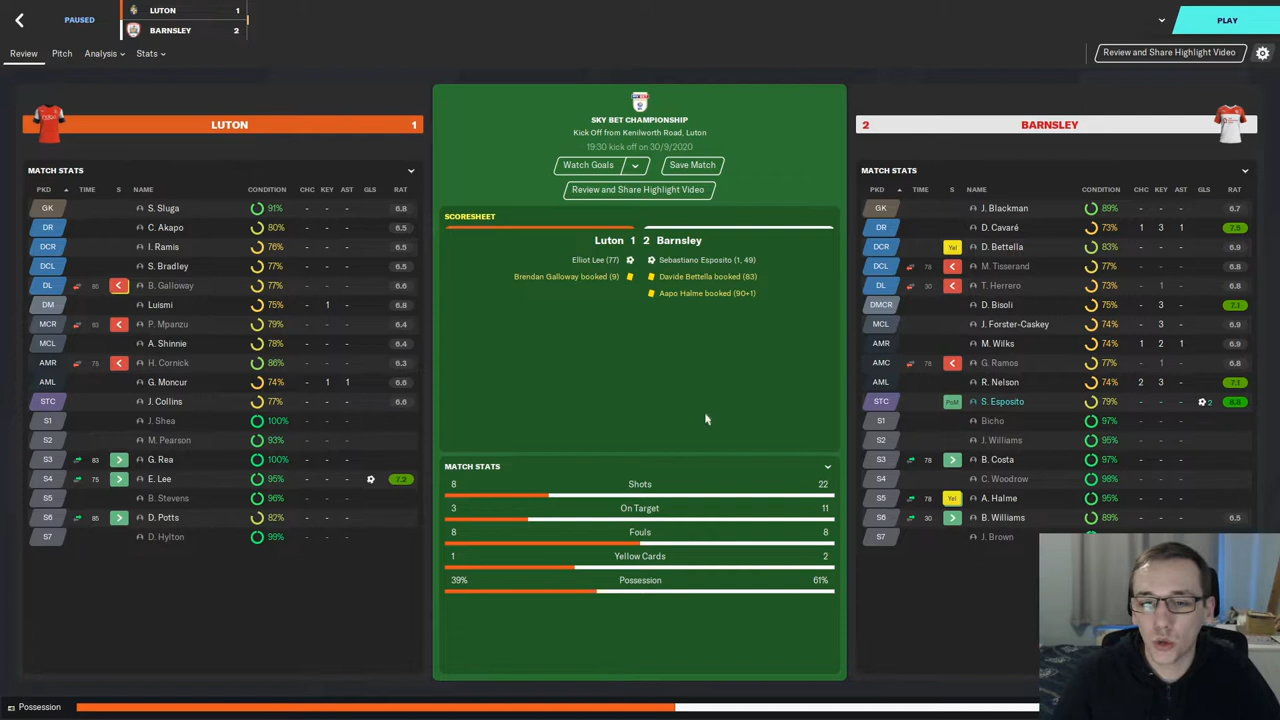 PAUSED
LUTON 1
BARNSLEY 2
PLAY
Review Pitch Analysis Stats
Review and Share Highlight Video
LUTON 1
MATCH STATS
PKD TIME S NAME CONDITION CHC KEY AST GLS RAT
GK S. Sluga 91% - - - 6.8
DR C. Akapo 80% - - - 6.5
DCR I. Ramis 76% - - - 6.5
DCL S. Bradley 77% - - - 6.5
DL 85 B. Galloway 77% - - - 6.6
DM Luismi 75% - 1 - 6.8
MCR 83 P. Mpanzu 79% - - - 6.4
MCL A. Shinnie 78% - - - 6.4
AMR 75 H. Cornick 86% - - - 6.3
AML G. Moncur 74% - 1 1 6.6
STC J. Collins 77% - - - 6.6
S1 J. Shea 100% - - -
S2 M. Pearson 93% - - -
S3 83 G. Rea 100% - - -
S4 75 E. Lee 95% - - - 7.2
S5 B. Stevens 96% - - -
S6 85 D. Potts 82% - - -
S7 D. Hylton 99% - - -
SKY BET CHAMPIONSHIP
Kick Off from Kenilworth Road, Luton
19:30 kick off on 30/9/2020
Watch Goals
Save Match
Review and Share Highlight Video
SCORESHEET
Luton 1 2 Barnsley
Elliot Lee (77) Sebastiano Esposito (1, 49)
Brendan Galloway booked (9) Davide Bettella booked (83)
Aapo Halme booked (90+1)
MATCH STATS
8 Shots 22
3 On Target 11
8 Fouls 8
1 Yellow Cards 2
39% Possession 61%
2 BARNSLEY
MATCH STATS
PKD TIME S NAME CONDITION CHC KEY AST GLS RAT
GK J. Blackman 89% - - - 6.7
DR D. Cavaré 73% 1 3 1 7.5
DCR Yel D. Bettella 83% - - - 6.9
DCL 78 M. Tisserand 77% - - - 6.8
DL 30 T. Herrero 73% - 1 - 6.8
DMCR D. Bisoli 75% - 3 - 7.1
MCL J. Forster-Caskey 74% - 3 - 6.9
AMR M. Wilks 74% 1 2 1 6.9
AMC 78 G. Ramos 77% - 1 - 6.8
AML R. Nelson 74% 2 3 - 7.1
STC PoM S. Esposito 79% - - - 2 8.6
S1 Bicho 97% - - -
S2 J. Williams 95% - - -
S3 78 B. Costa 97% - - -
S4 C. Woodrow 98% - - -
S5 78 Yel A. Halme 95% - - -
S6 30 B. Williams 89% - - - 6.5
S7 J. Brown
Possession